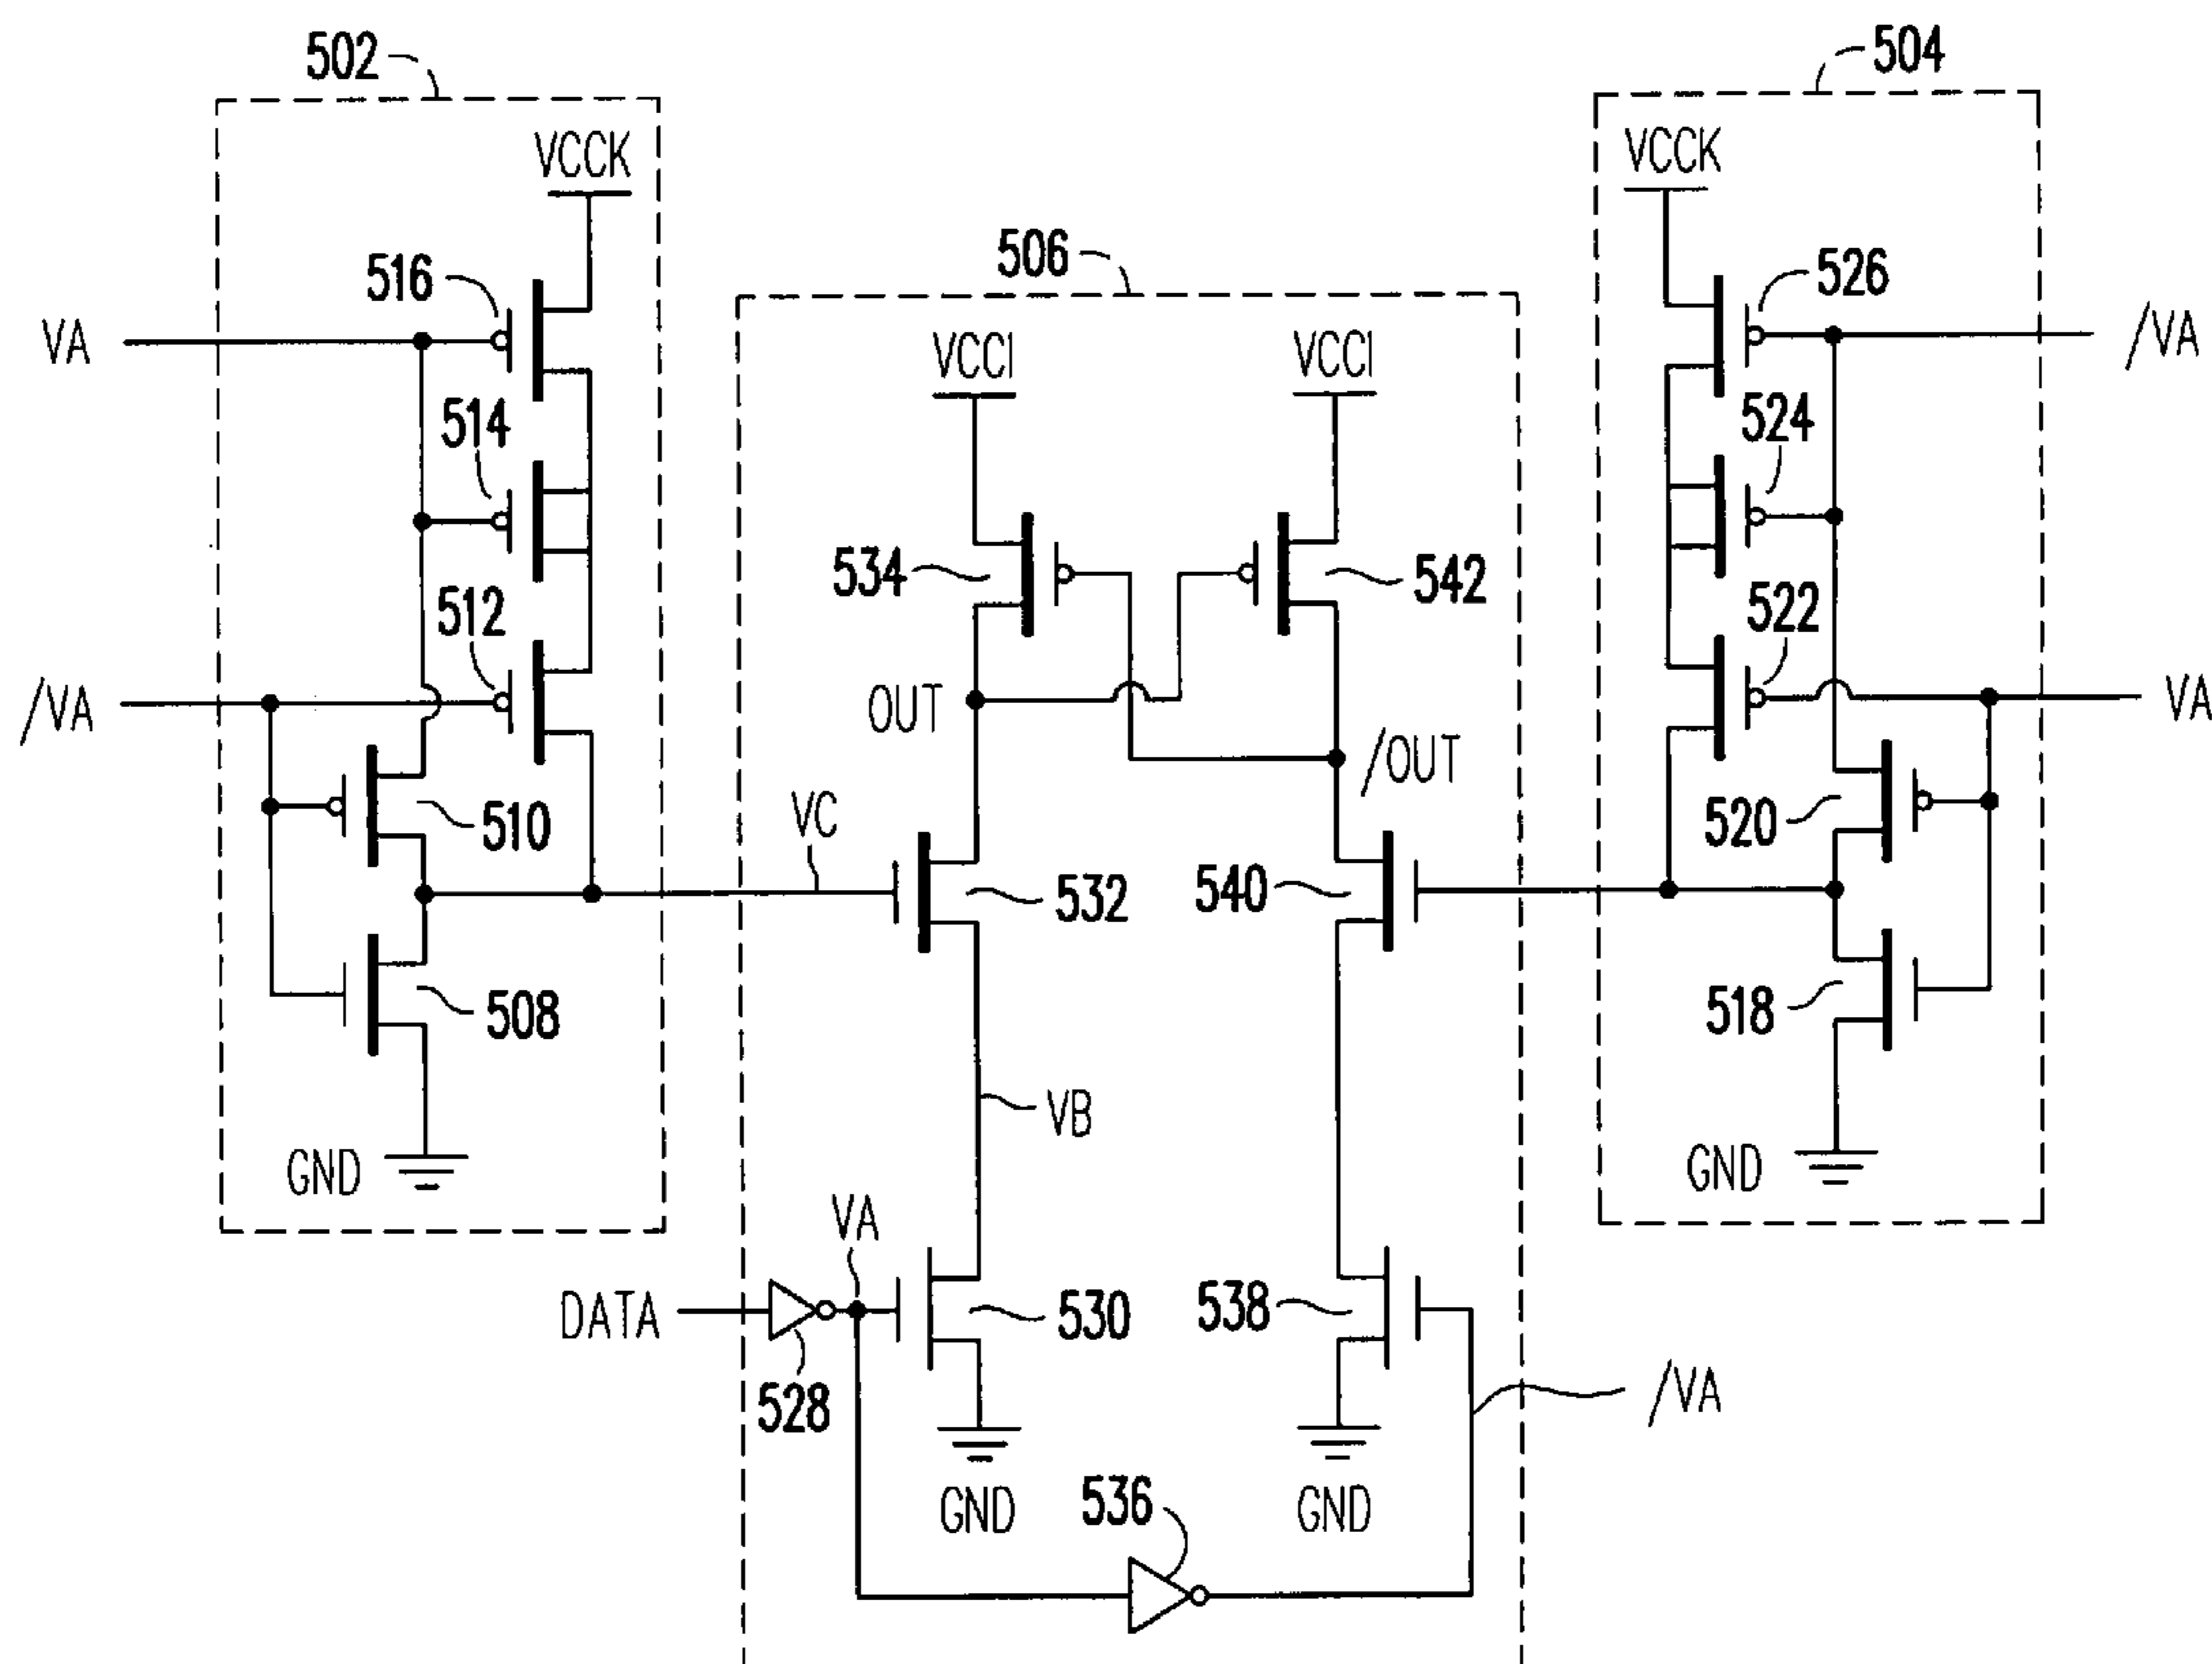 502
504
VCCK
VCCK
506
516
526
VA
/VA
VCCI
VCCI
514
524
534
542
512
522
/VA
VA
OUT
/OUT
510
VC
520
532
540
508
518
VB
GND
GND
VA
DATA
530
538
528
/VA
GND
GND
536